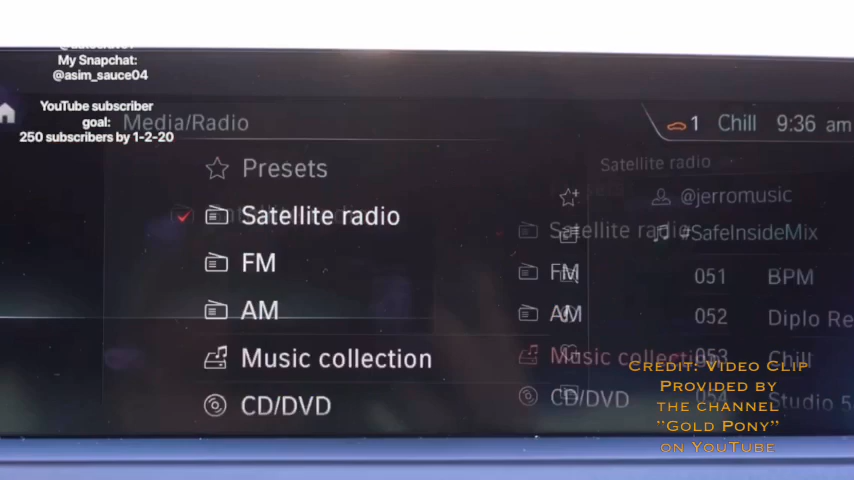 My Snapchat:
@asim_sauce04
YouTube subscriber
goal:
250 subscribers by 1-2-20
Media/Radio
1 Chill 9:36 am
Presets
Satellite radio
FM
AM
Music collection
CD/DVD
Satellite radio
FM
AM
Music collection
CD/DVD
Satellite radio
@jerromusic
#SafeInsideMix
051 BPM
052 Diplo Re
053 Chill
054 Studio 5
Credit: Video Clip
Provided by
the channel
"Gold Pony"
on YouTube